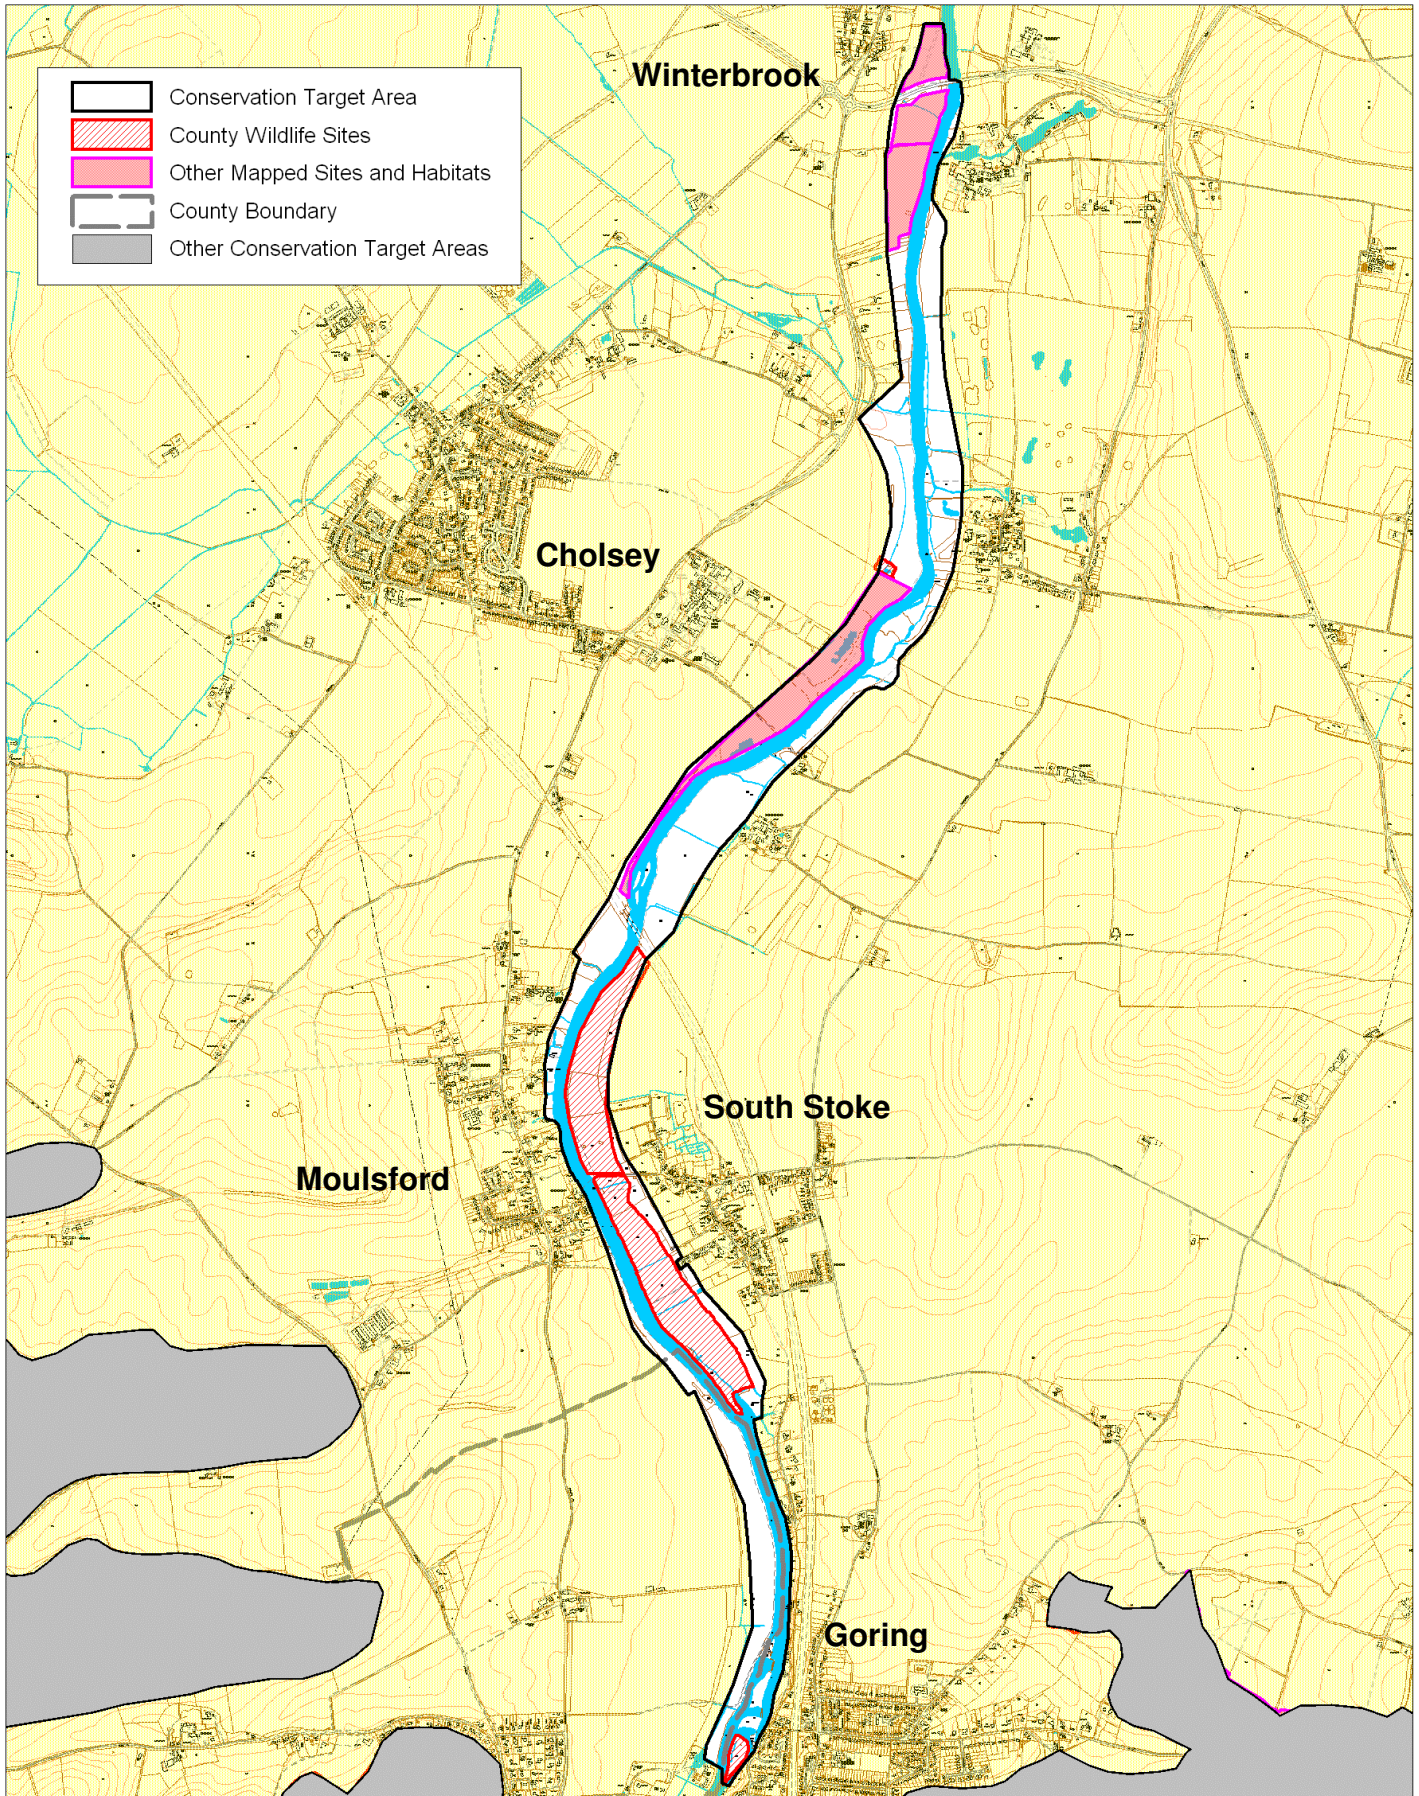 Winterbrook
Conservation Target Area
County Wildlife Sites
Other Mapped Sites and Habitats
County Boundary
Other Conservation Target Areas
Cholsey
South Stoke
Moulsford
Goring